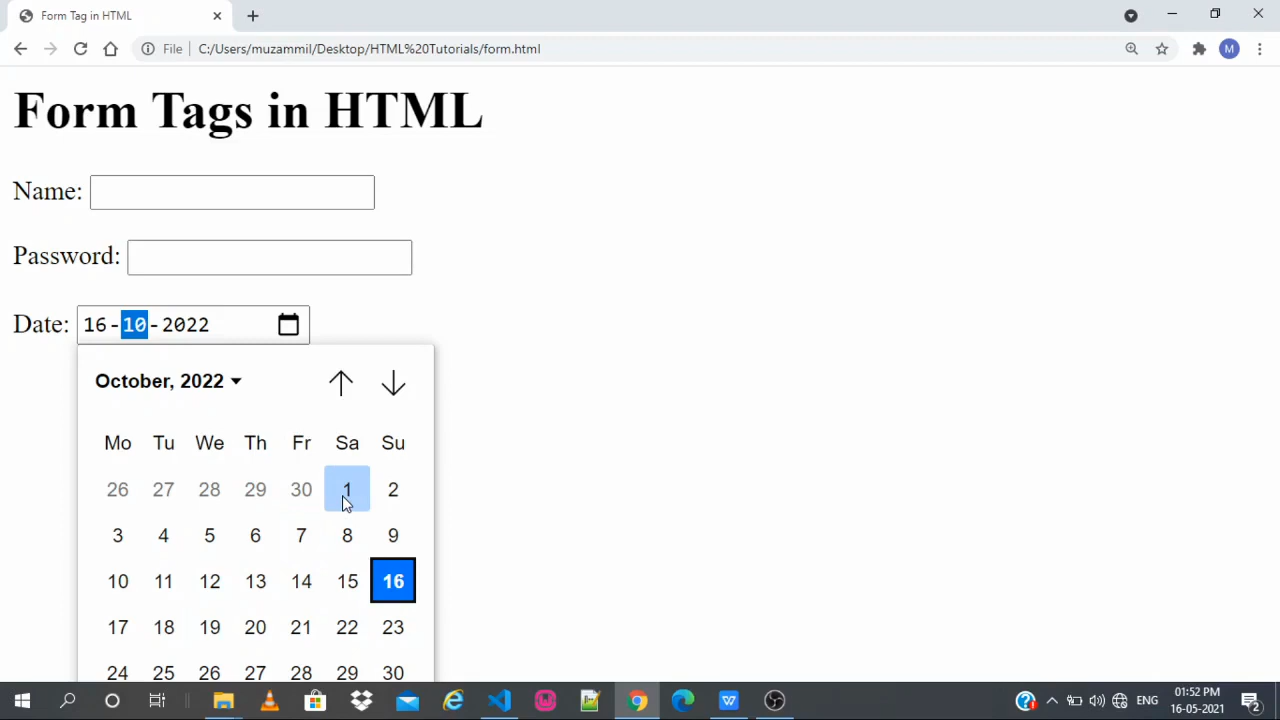 Form Tag in HTML
File
C:/Users/muzammil/Desktop/HTML%20Tutorials/form.html
M
Form Tags in HTML
Name:
Password:
Date: 16-10-2022
October, 2022
Mo Tu We Th Fr Sa Su
26 27 28 29 30 1 2
3 4 5 6 7 8 9
10 11 12 13 14 15 16
17 18 19 20 21 22 23
24 25 26 27 28 29 30
ENG
01:52 PM
16-05-2021
2